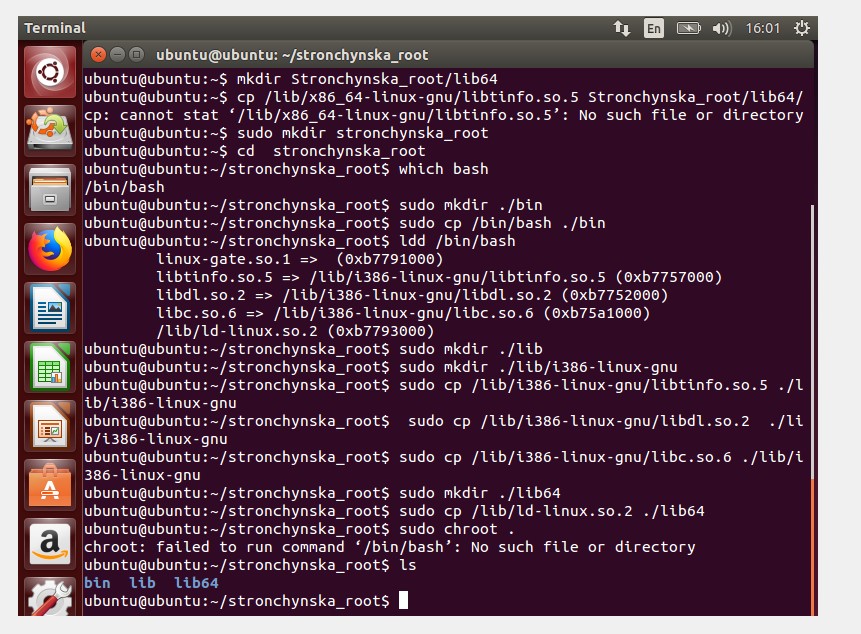 Terminal
En
16:01
ubuntu@ubuntu: ~/stronchynska_root
ubuntu@ubuntu:~$ mkdir Stronchynska_root/lib64
ubuntu@ubuntu:~$ cp /lib/x86_64-linux-gnu/libtinfo.so.5 Stronchynska_root/lib64/
cp: cannot stat ‘/lib/x86_64-linux-gnu/libtinfo.so.5’: No such file or directory
ubuntu@ubuntu:~$ sudo mkdir stronchynska_root
ubuntu@ubuntu:~$ cd  stronchynska_root
ubuntu@ubuntu:~/stronchynska_root$ which bash
/bin/bash
ubuntu@ubuntu:~/stronchynska_root$ sudo mkdir ./bin
ubuntu@ubuntu:~/stronchynska_root$ sudo cp /bin/bash ./bin
ubuntu@ubuntu:~/stronchynska_root$ ldd /bin/bash
        linux-gate.so.1 =>  (0xb7791000)
        libtinfo.so.5 => /lib/i386-linux-gnu/libtinfo.so.5 (0xb7757000)
        libdl.so.2 => /lib/i386-linux-gnu/libdl.so.2 (0xb7752000)
        libc.so.6 => /lib/i386-linux-gnu/libc.so.6 (0xb75a1000)
        /lib/ld-linux.so.2 (0xb7793000)
ubuntu@ubuntu:~/stronchynska_root$ sudo mkdir ./lib
ubuntu@ubuntu:~/stronchynska_root$ sudo mkdir ./lib/i386-linux-gnu
ubuntu@ubuntu:~/stronchynska_root$ sudo cp /lib/i386-linux-gnu/libtinfo.so.5 ./l
ib/i386-linux-gnu
ubuntu@ubuntu:~/stronchynska_root$  sudo cp /lib/i386-linux-gnu/libdl.so.2  ./li
b/i386-linux-gnu
ubuntu@ubuntu:~/stronchynska_root$ sudo cp /lib/i386-linux-gnu/libc.so.6 ./lib/i
386-linux-gnu
ubuntu@ubuntu:~/stronchynska_root$ sudo mkdir ./lib64
ubuntu@ubuntu:~/stronchynska_root$ sudo cp /lib/ld-linux.so.2 ./lib64
ubuntu@ubuntu:~/stronchynska_root$ sudo chroot .
chroot: failed to run command ‘/bin/bash’: No such file or directory
ubuntu@ubuntu:~/stronchynska_root$ ls
bin  lib  lib64
ubuntu@ubuntu:~/stronchynska_root$